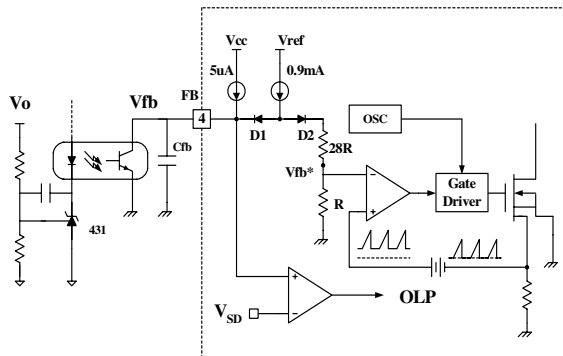 Vcc Vref
5uA 0.9mA
Vo Vfb FB
4
D1 D2
OSC
28R
Cfb
Vfb*
R
Gate
Driver
431
OLP
V_SD
− + + −